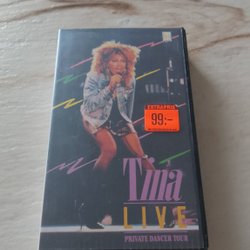 EXTRAPRIS
99:-
Tina
LIVE
PRIVATE DANCER TOUR